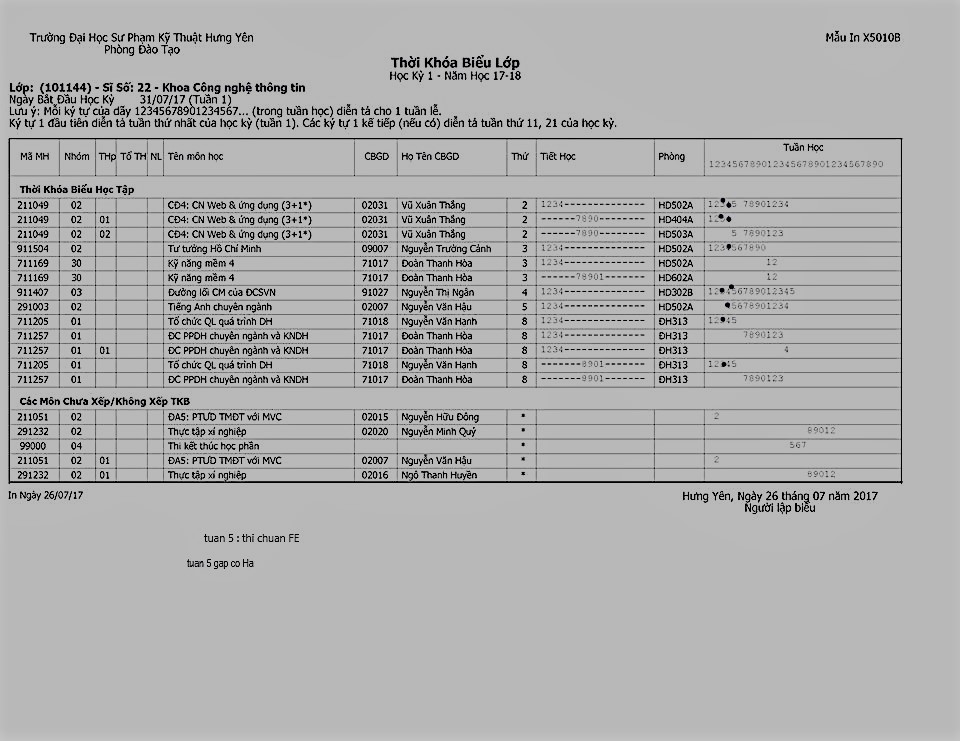 Trường Đại Học Sư Phạm Kỹ Thuật Hưng Yên Mẫu In X5010B
Phòng Đào Tạo
Thời Khóa Biểu Lớp
Học Kỳ 1 - Năm Học 17-18
Lớp: (101144) - Sĩ Số: 22 - Khoa Công nghệ thông tin
Ngày Bắt Đầu Học Kỳ 31/07/17 (Tuần 1)
Lưu ý: Mỗi ký tự của dãy 12345678901234567... (trong tuần học) diễn tả cho 1 tuần lễ.
Ký tự 1 đầu tiên diễn tả tuần thứ nhất của học kỳ (tuần 1). Các ký tự 1 kế tiếp (nếu có) diễn tả tuần thứ 11, 21 của học kỳ.
Mã MH Nhóm THp Tổ TH NL Tên môn học CBGD Họ Tên CBGD Thứ Tiết Học Phòng Tuần Học
123456789012345678901234567890
Thời Khóa Biểu Học Tập
211049 02 CĐ4: CN Web & ứng dụng (3+1*) 02031 Vũ Xuân Thắng 2 1234-------------- HD502A 12 5 78901234
211049 02 01 CĐ4: CN Web & ứng dụng (3+1*) 02031 Vũ Xuân Thắng 2 ------7890-------- HD404A 12
211049 02 02 CĐ4: CN Web & ứng dụng (3+1*) 02031 Vũ Xuân Thắng 2 ------7890-------- HD503A 5 7890123
911504 02 Tư tưởng Hồ Chí Minh 09007 Nguyễn Trường Cảnh 3 1234-------------- HD502A 123 567890
711169 30 Kỹ năng mềm 4 71017 Đoàn Thanh Hòa 3 1234-------------- HD502A 12
711169 30 Kỹ năng mềm 4 71017 Đoàn Thanh Hòa 3 ------78901------- HD602A 12
911407 03 Đường lối CM của ĐCSVN 91027 Nguyễn Thị Ngân 4 1234-------------- HD302B 12 56789012345
291003 02 Tiếng Anh chuyên ngành 02007 Nguyễn Văn Hậu 5 1234-------------- HD502A 5678901234
711205 01 Tổ chức QL quá trình DH 71018 Nguyễn Văn Hạnh 8 1234-------------- ĐH313 12 45
711257 01 ĐC PPDH chuyên ngành và KNDH 71017 Đoàn Thanh Hòa 8 1234-------------- ĐH313 7890123
711257 01 01 ĐC PPDH chuyên ngành và KNDH 71017 Đoàn Thanh Hòa 8 1234-------------- ĐH313 4
711205 01 Tổ chức QL quá trình DH 71018 Nguyễn Văn Hạnh 8 -------8901------- ĐH313 12 45
711257 01 ĐC PPDH chuyên ngành và KNDH 71017 Đoàn Thanh Hòa 8 -------8901------- ĐH313 7890123
Các Môn Chưa Xếp/Không Xếp TKB
211051 02 ĐA5: PTƯD TMĐT với MVC 02015 Nguyễn Hữu Đông * 2
291232 02 Thực tập xí nghiệp 02020 Nguyễn Minh Quý * 89012
99000 04 Thi kết thúc học phần * 567
211051 02 01 ĐA5: PTƯD TMĐT với MVC 02007 Nguyễn Văn Hậu * 2
291232 02 01 Thực tập xí nghiệp 02016 Ngô Thanh Huyền * 89012
In Ngày 26/07/17 Hưng Yên, Ngày 26 tháng 07 năm 2017
Người lập biểu
tuan 5 : thi chuan FE
tuan 5 gap co Ha